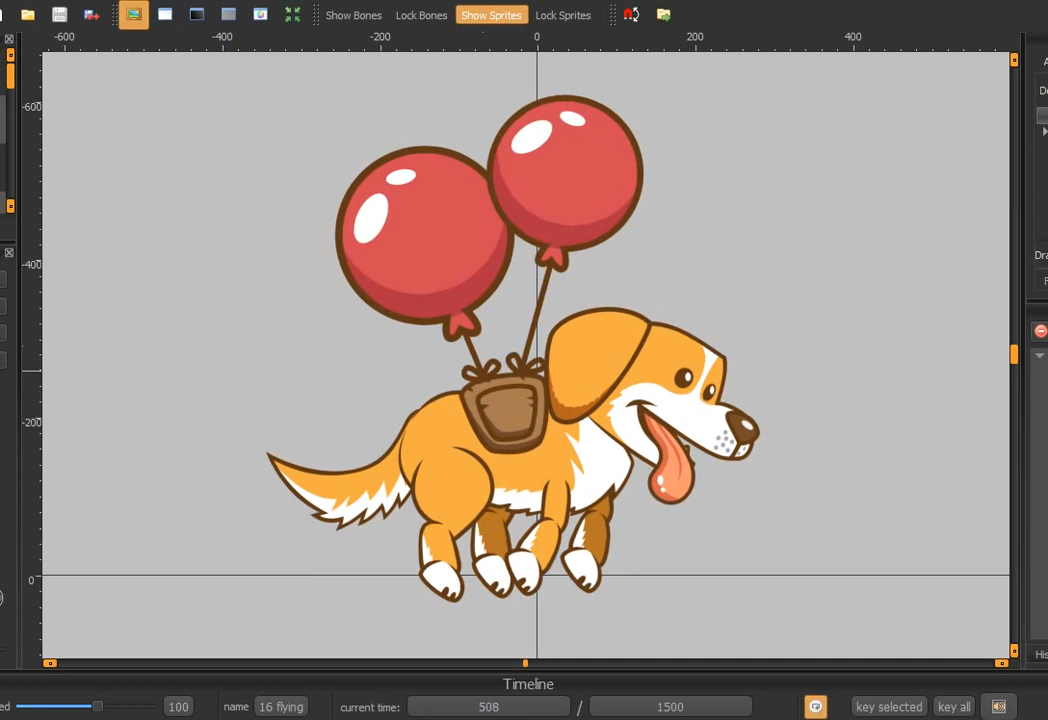 Show Bones Lock Bones Show Sprites Lock Sprites
-600 -400 -200 0 200 400
-600
-400
-200
0
Timeline
100 name 16 flying current time: 508 / 1500 key selected key all